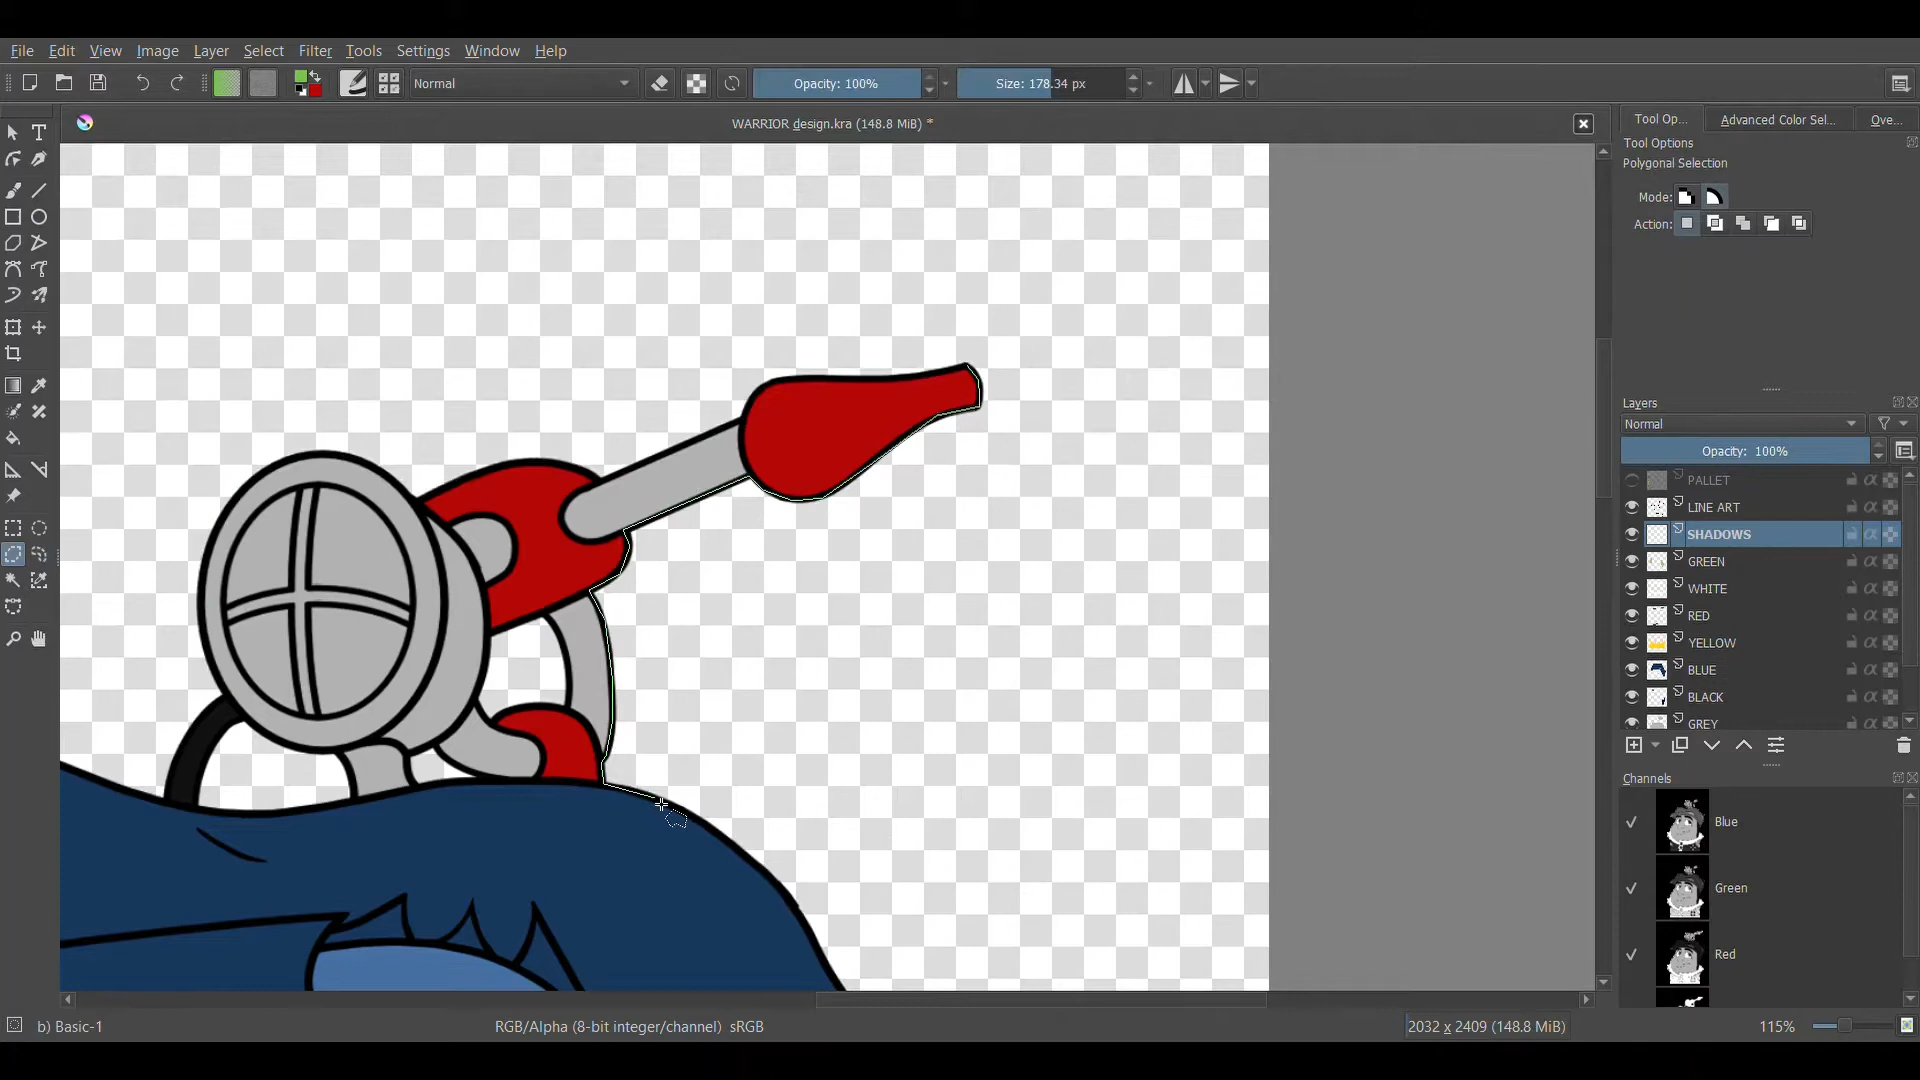 File Edit View Image Layer Select Filter Tools Settings Window Help
Normal
Opacity: 100%
Size: 178.34 px
WARRIOR design.kra (148.8 MiB) *
Tool Op...
Advanced Color Sel...
Ove...
Tool Options
Polygonal Selection
Mode:
Action:
Layers
Normal
Opacity: 100%
PALLET
LINE ART
SHADOWS
GREEN
WHITE
RED
YELLOW
BLUE
BLACK
GREY
Channels
Blue
Green
Red
b) Basic-1
RGB/Alpha (8-bit integer/channel) sRGB
2032 x 2409 (148.8 MiB)
115%